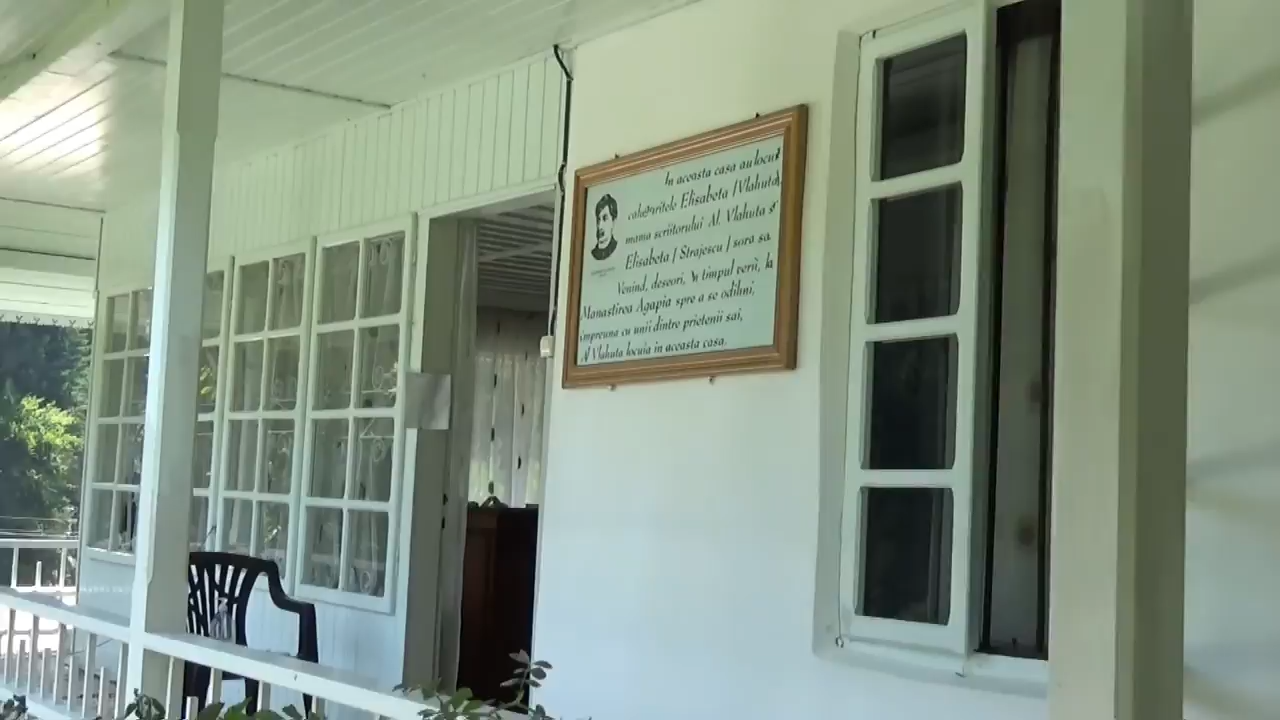 In aceasta casa au locuit
calugaritele Elisabeta [Vlahuta],
mama scriitorului Al. Vlahuta si
Elisabeta [Strajescu] sora sa.
Venind, deseori, in timpul verii, la
Manastirea Agapia spre a se odihni,
impreuna cu unii dintre prietenii sai,
Al Vlahuta locuia in aceasta casa.